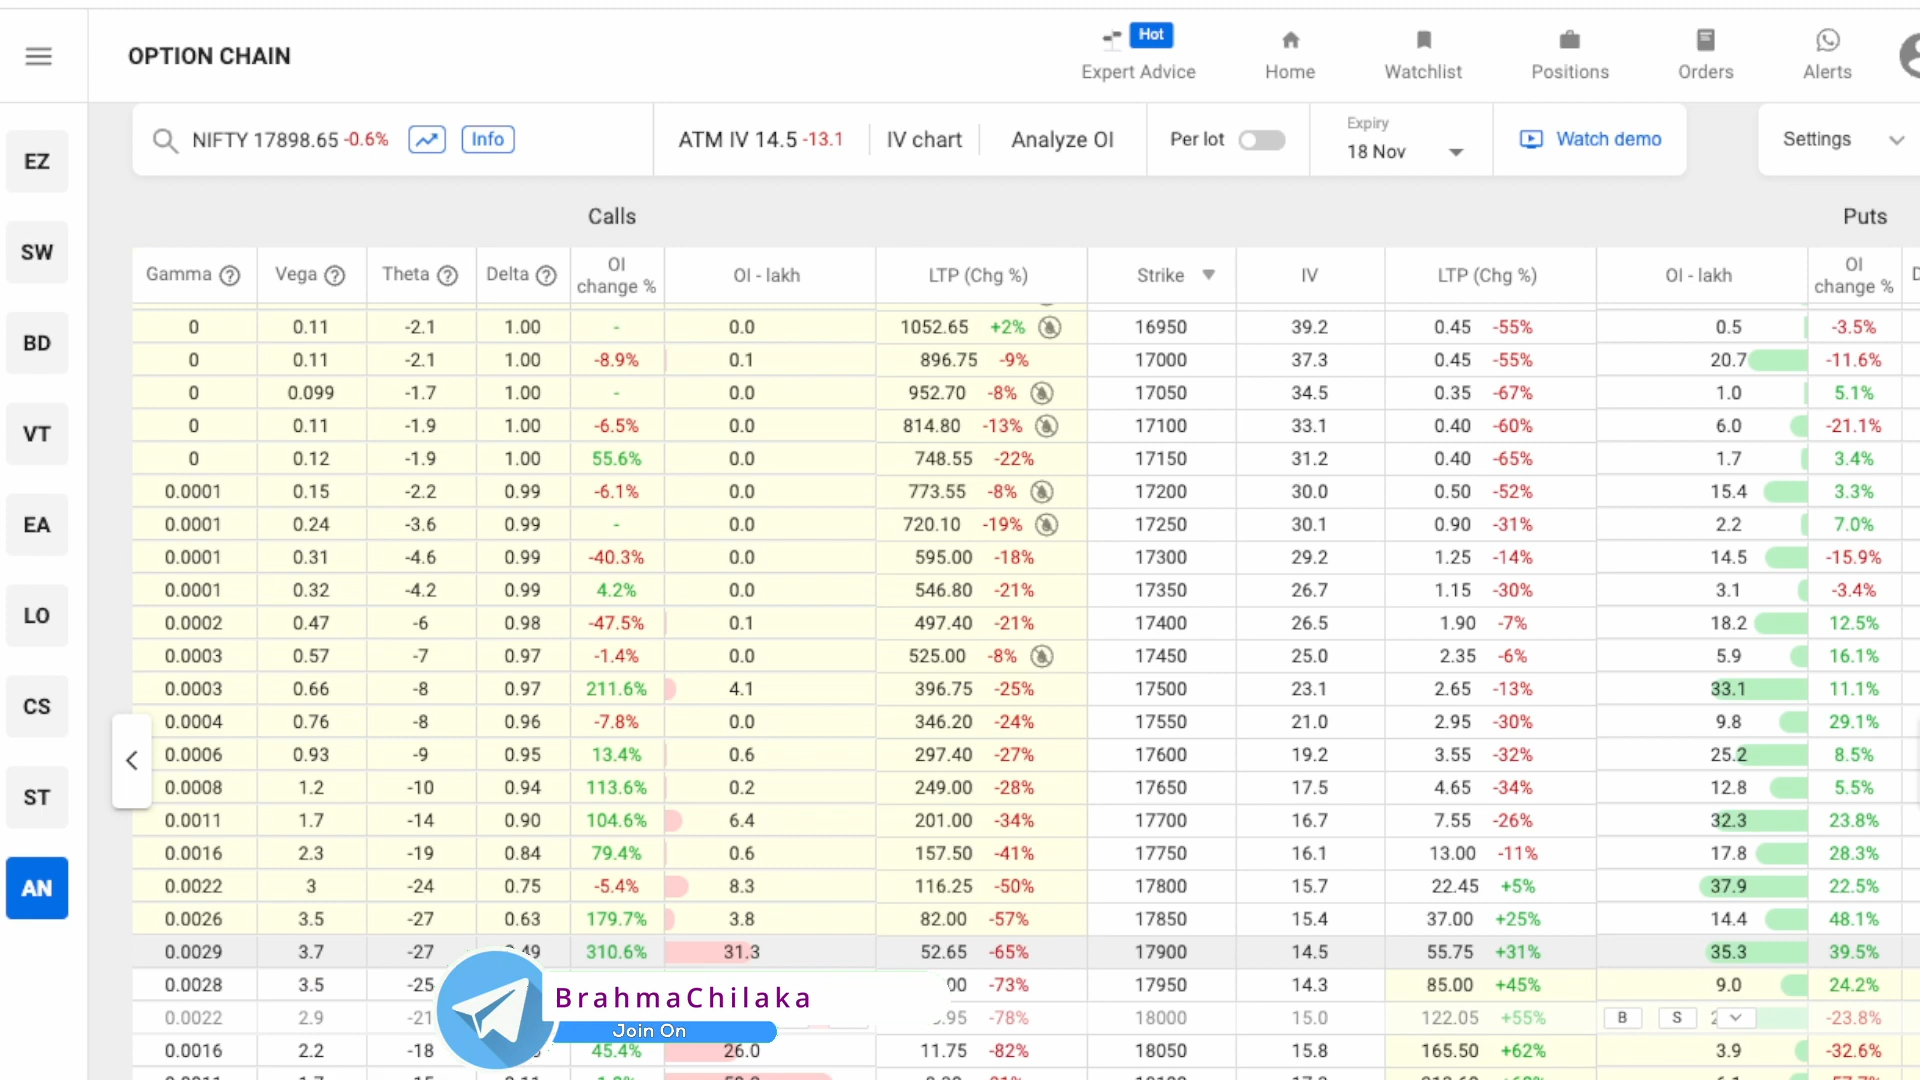 OPTION CHAIN
Hot
Expert Advice
Home
Watchlist
Positions
Orders
Alerts
NIFTY 17898.65 -0.6%
Info
ATM IV 14.5 -13.1
IV chart
Analyze OI
Per lot
Expiry
18 Nov
Watch demo
Settings
EZ
SW
BD
VT
EA
LO
CS
ST
AN
Calls
Puts
Gamma Vega Theta Delta OI change % OI - lakh LTP (Chg %) Strike IV LTP (Chg %) OI - lakh OI change %
0 0.11 -2.1 1.00 - 0.0 1052.65 +2% 16950 39.2 0.45 -55% 0.5 -3.5%
0 0.11 -2.1 1.00 -8.9% 0.1 896.75 -9% 17000 37.3 0.45 -55% 20.7 -11.6%
0 0.099 -1.7 1.00 - 0.0 952.70 -8% 17050 34.5 0.35 -67% 1.0 5.1%
0 0.11 -1.9 1.00 -6.5% 0.0 814.80 -13% 17100 33.1 0.40 -60% 6.0 -21.1%
0 0.12 -1.9 1.00 55.6% 0.0 748.55 -22% 17150 31.2 0.40 -65% 1.7 3.4%
0.0001 0.15 -2.2 0.99 -6.1% 0.0 773.55 -8% 17200 30.0 0.50 -52% 15.4 3.3%
0.0001 0.24 -3.6 0.99 - 0.0 720.10 -19% 17250 30.1 0.90 -31% 2.2 7.0%
0.0001 0.31 -4.6 0.99 -40.3% 0.0 595.00 -18% 17300 29.2 1.25 -14% 14.5 -15.9%
0.0001 0.32 -4.2 0.99 4.2% 0.0 546.80 -21% 17350 26.7 1.15 -30% 3.1 -3.4%
0.0002 0.47 -6 0.98 -47.5% 0.1 497.40 -21% 17400 26.5 1.90 -7% 18.2 12.5%
0.0003 0.57 -7 0.97 -1.4% 0.0 525.00 -8% 17450 25.0 2.35 -6% 5.9 16.1%
0.0003 0.66 -8 0.97 211.6% 4.1 396.75 -25% 17500 23.1 2.65 -13% 33.1 11.1%
0.0004 0.76 -8 0.96 -7.8% 0.0 346.20 -24% 17550 21.0 2.95 -30% 9.8 29.1%
0.0006 0.93 -9 0.95 13.4% 0.6 297.40 -27% 17600 19.2 3.55 -32% 25.2 8.5%
0.0008 1.2 -10 0.94 113.6% 0.2 249.00 -28% 17650 17.5 4.65 -34% 12.8 5.5%
0.0011 1.7 -14 0.90 104.6% 6.4 201.00 -34% 17700 16.7 7.55 -26% 32.3 23.8%
0.0016 2.3 -19 0.84 79.4% 0.6 157.50 -41% 17750 16.1 13.00 -11% 17.8 28.3%
0.0022 3 -24 0.75 -5.4% 8.3 116.25 -50% 17800 15.7 22.45 +5% 37.9 22.5%
0.0026 3.5 -27 0.63 179.7% 3.8 82.00 -57% 17850 15.4 37.00 +25% 14.4 48.1%
0.0029 3.7 -27 310.6% 31.3 52.65 -65% 17900 14.5 55.75 +31% 35.3 39.5%
0.0028 3.5 -25 -73% 17950 14.3 85.00 +45% 9.0 24.2%
0.0022 2.9 -21 -78% 18000 15.0 122.05 +55% B S -23.8%
0.0016 2.2 -18 45.4% 26.0 11.75 -82% 18050 15.8 165.50 +62% 3.9 -32.6%
BrahmaChilaka
Join On